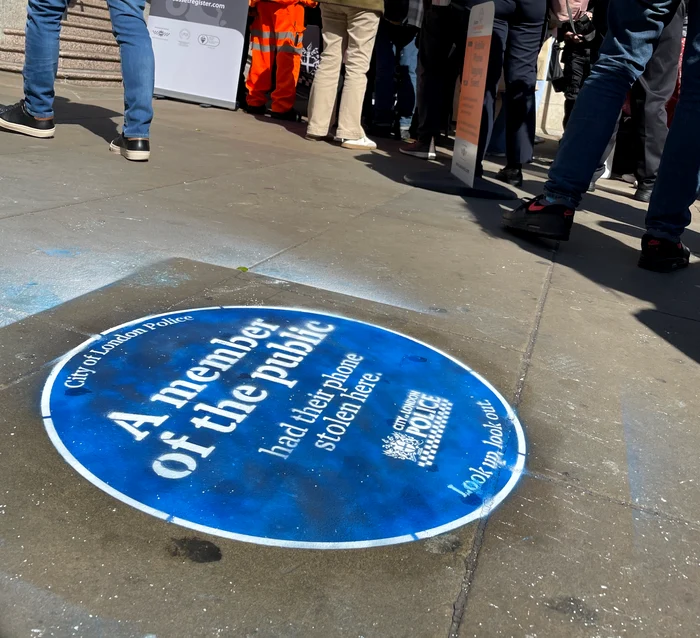 City of London Police
A member
of the public
had their phone
stolen here.
CITY LONDON
POLICE
Look up, look out